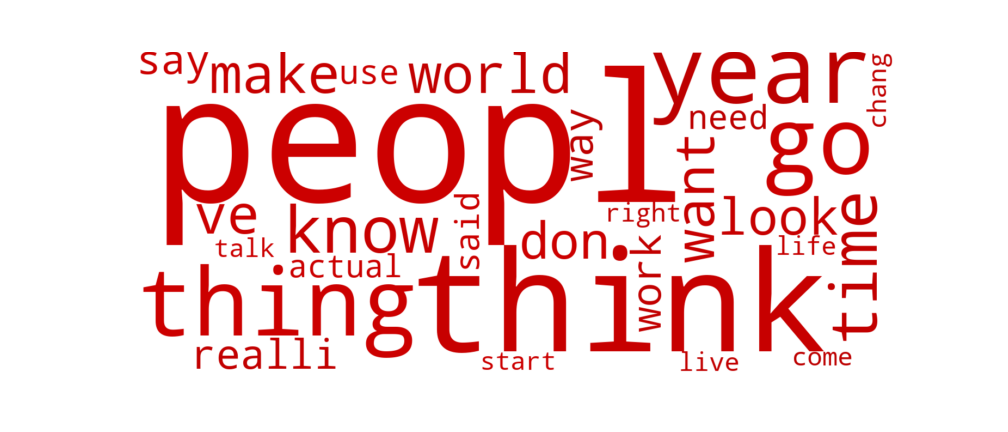 say make use world year chang
peopl way need go
ve know said don right want look
talk actual work life time
thing think
realli start live come